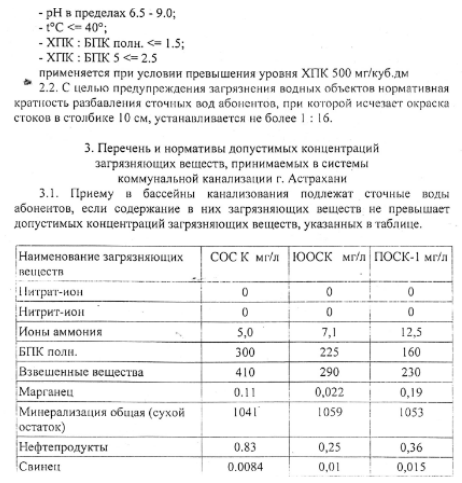 - рН в пределах 6.5 - 9.0;
- t°С <= 40°;
- ХПК : БПК полн. <= 1.5;
- ХПК : БПК 5 <= 2.5
применяется при условии превышения уровня ХПК 500 мг/куб.дм
2.2. С целью предупреждения загрязнения водных объектов нормативная
кратность разбавления сточных вод абонентов, при которой исчезает окраска
стоков в столбике 10 см, устанавливается не более 1 : 16.
3. Перечень и нормативы допустимых концентраций
загрязняющих веществ, принимаемых в системы
коммунальной канализации г. Астрахани
3.1. Приему в бассейны канализования подлежат сточные воды
абонентов, если содержание в них загрязняющих веществ не превышает
допустимых концентраций загрязняющих веществ, указанных в таблице.
Наименование загрязняющих веществ СОС К мг/л ЮОСК мг/л ПОСК-1 мг/л
Нитрат-ион 0 0 0
Нитрит-ион 0 0 0
Ионы аммония 5,0 7,1 12,5
БПК полн. 300 225 160
Взвешенные вещества 410 290 230
Марганец 0.11 0,022 0,19
Минерализация общая (сухой остаток) 1041 1059 1053
Нефтепродукты 0.83 0,25 0,36
Свинец 0.0084 0,01 0,015